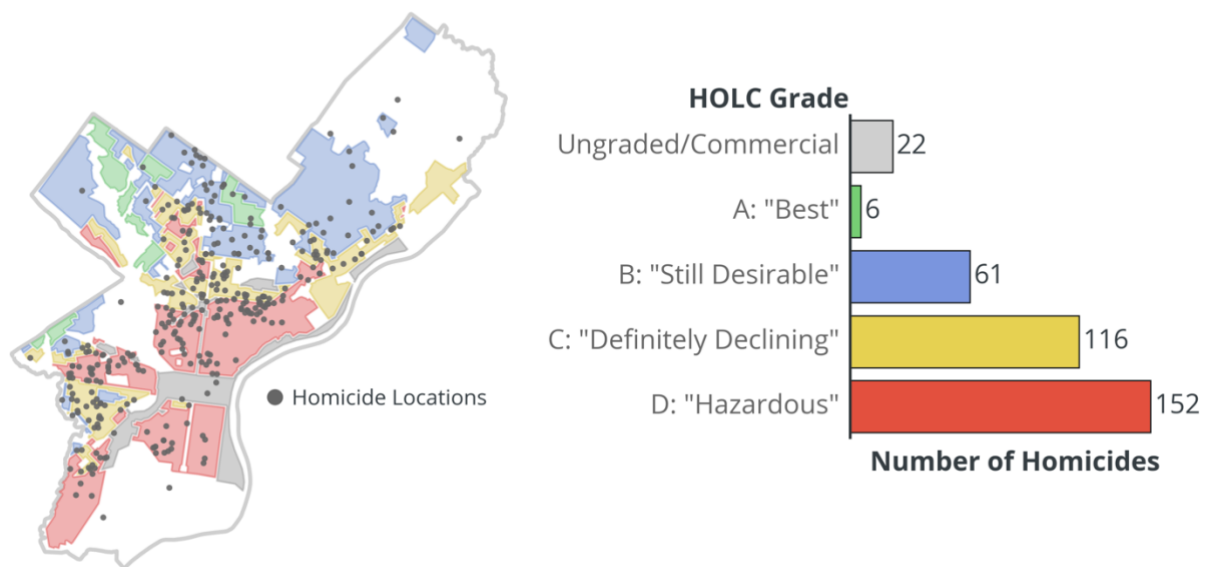 Homicide Locations
HOLC Grade
Ungraded/Commercial 22
A: "Best" 6
B: "Still Desirable" 61
C: "Definitely Declining" 116
D: "Hazardous" 152
Number of Homicides